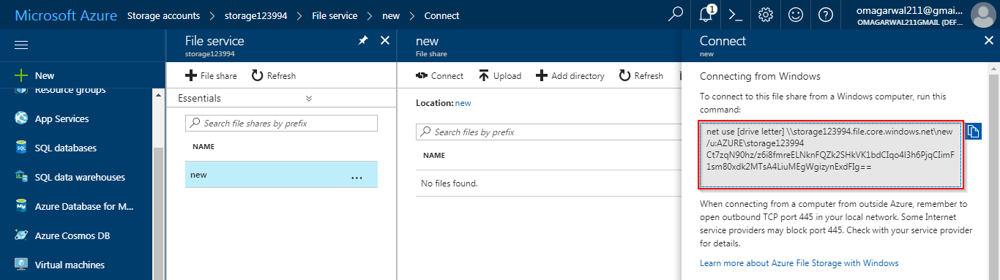 Microsoft Azure Storage accounts > storage123994 > File service > new > Connect
1
omagarwal211@gmai...
OMAGARWAL211GMAIL (DEF...
New
Resource groups
App Services
SQL databases
SQL data warehouses
Azure Database for M...
Azure Cosmos DB
Virtual machines
File service
storage123994
File share Refresh
Essentials
Search file shares by prefix
NAME
new ...
new
File share
Connect Upload Add directory Refresh
Location: new
Search files by prefix
NAME
No files found.
Connect
new
Connecting from Windows
To connect to this file share from a Windows computer, run this
command:
net use [drive letter] \\storage123994.file.core.windows.net\new
/u:AZURE\storage123994
Ct7zqN90hz/z6i8fmreELNknFQZk2SHkVK1bdCIqo4l3h6PjqCIimF
1sm80xdk2MTsA4LiuMEgWgizynExdFIg==
When connecting from a computer from outside Azure, remember to
open outbound TCP port 445 in your local network. Some Internet
service providers may block port 445. Check with your service provider
for details.
Learn more about Azure File Storage with Windows